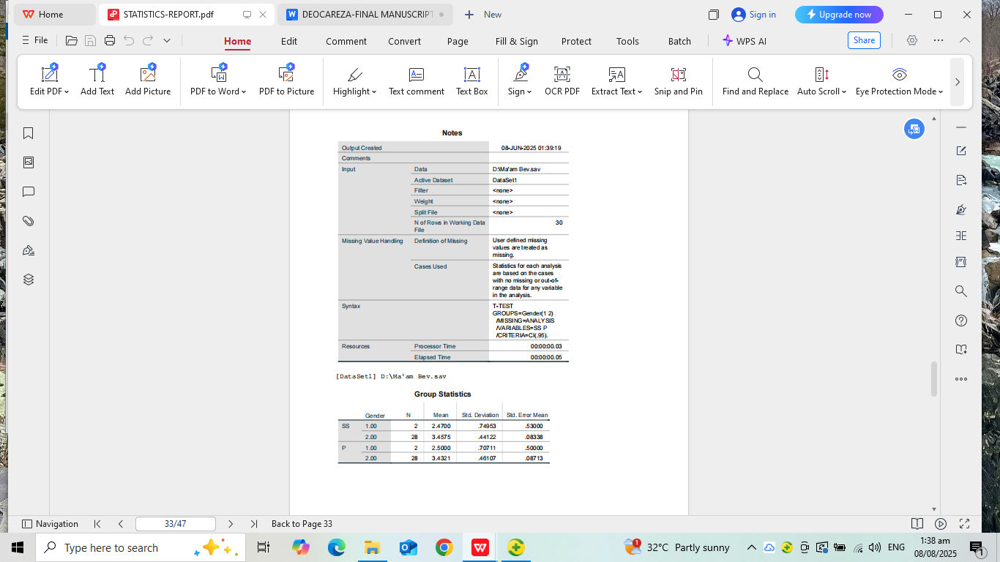 Home
STATISTICS-REPORT.pdf
DEOCAREZA-FINAL MANUSCRIPT
New
Sign in
Upgrade now
File
Home
Edit
Comment
Convert
Page
Fill & Sign
Protect
Tools
Batch
WPS AI
Share
Edit PDF
Add Text
Add Picture
PDF to Word
PDF to Picture
Highlight
Text comment
Text Box
Sign
OCR PDF
Extract Text
Snip and Pin
Find and Replace
Auto Scroll
Eye Protection Mode
Notes
Output Created 08-JUN-2025 01:39:19
Comments
Input Data D:\Ma'am Bev.sav
Active Dataset DataSet1
Filter <none>
Weight <none>
Split File <none>
N of Rows in Working Data 30
File
Missing Value Handling Definition of Missing User defined missing
values are treated as
missing.
Cases Used Statistics for each analysis
are based on the cases
with no missing or out-of-
range data for any variable
in the analysis.
Syntax T-TEST
GROUPS=Gender(1 2)
/MISSING=ANALYSIS
/VARIABLES=SS P
/CRITERIA=CI(.95).
Resources Processor Time 00:00:00.03
Elapsed Time 00:00:00.05
[DataSet1] D:\Ma'am Bev.sav
Group Statistics
Gender N Mean Std. Deviation Std. Error Mean
SS 1.00 2 2.4700 .74953 .53000
2.00 28 3.4575 .44122 .08338
P 1.00 2 2.5000 .70711 .50000
2.00 28 3.4321 .46107 .08713
Navigation
33/47
Back to Page 33
Type here to search
1
32°C Partly sunny
ENG
1:38 am
08/08/2025
1